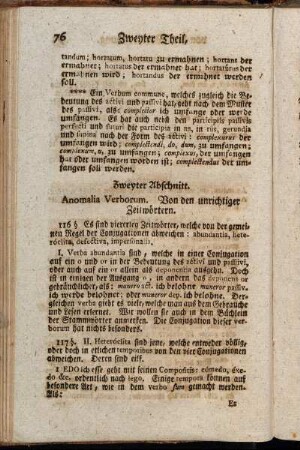 76 Zweyter Theil,
tandum; hortatum, hortatu zu ermahnen; hortans der
ermahnet; hortatus der ermahnet hat; hortaturus der
ermahnen wird; hortandus der ermahnet werden
soll.
**** Ein Verbum commune, welches zugleich die Be-
deutung des activi und passivi hat, geht nach dem Muster
des passivi, als: complector ich umfange oder werde
umfangen. Es hat auch nebst den participiis passivis
perfecti und futuri die participia in ns, in rus, gerundia
und supina nach der Form des activi: complexurus der
umfangen wird; complectendi, do, dum, zu umfangen;
complexum, u, zu umfangen; complexus, der umfangen
hat oder umfangen worden ist; complectendus der um-
fangen soll werden.
Zweyter Abschnitt.
Anomalia Verborum. Von den unrichtigen
Zeitwörtern.
116 §. Es sind viererley Zeitwörter, welche von der gemei-
nen Regel der Conjugationen abweichen: abundantia, hete-
roclita, defectiva, impersonalia.
I. Verba abundantia sind, welche in einer Conjugation
auf ein o und or in der Bedeutung des activi und passivi,
oder auch auf ein or allein als deponentia ausgehn. Doch
ist in einigen der Ausgang o, in andern das deponens or
gebräuchlicher, als: munero act. ich belohne muneror passiv.
ich werde belohnet: oder muneror dep. ich belohne. Der-
gleichen verba giebt es viele, welche man aus dem Gebrauche
und Lesen erlernet. Wir wollen sie auch in dem Büchlein
der Stammwörter anmerken. Die Conjugation dieser ver-
borum hat nichts besonders.
117 §. II. Heteroclita sind jene, welche entweder völlig,
oder doch in etlichen temporibus von den vier Conjugationen
abweichen. Deren sind eilf.
1 EDO ich esse geht mit seinen Compositis: comedo, exe-
do &c. ordentlich nach lego. Einige tempora können auf
besondere Art, wie in dem verbo sum gemacht werden.
Als:
Er